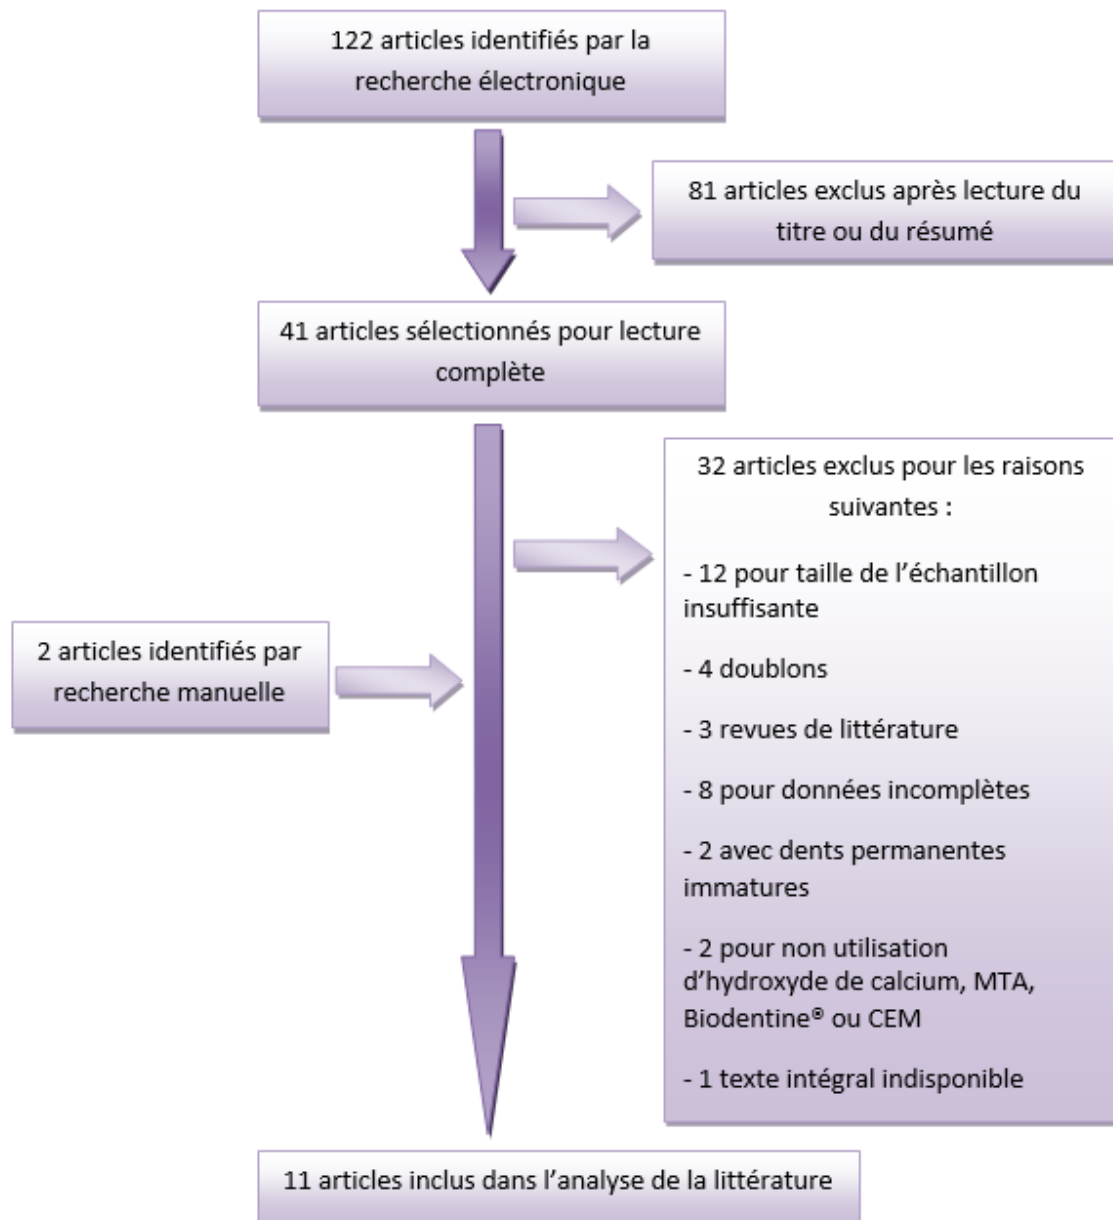 122 articles identifiés par la
recherche électronique
81 articles exclus après lecture du
titre ou du résumé
41 articles sélectionnés pour lecture
complète
32 articles exclus pour les raisons
suivantes :
- 12 pour taille de l’échantillon
insuffisante
- 4 doublons
- 3 revues de littérature
- 8 pour données incomplètes
- 2 avec dents permanentes
immatures
- 2 pour non utilisation
d’hydroxyde de calcium, MTA,
Biodentine® ou CEM
- 1 texte intégral indisponible
2 articles identifiés par
recherche manuelle
11 articles inclus dans l’analyse de la littérature